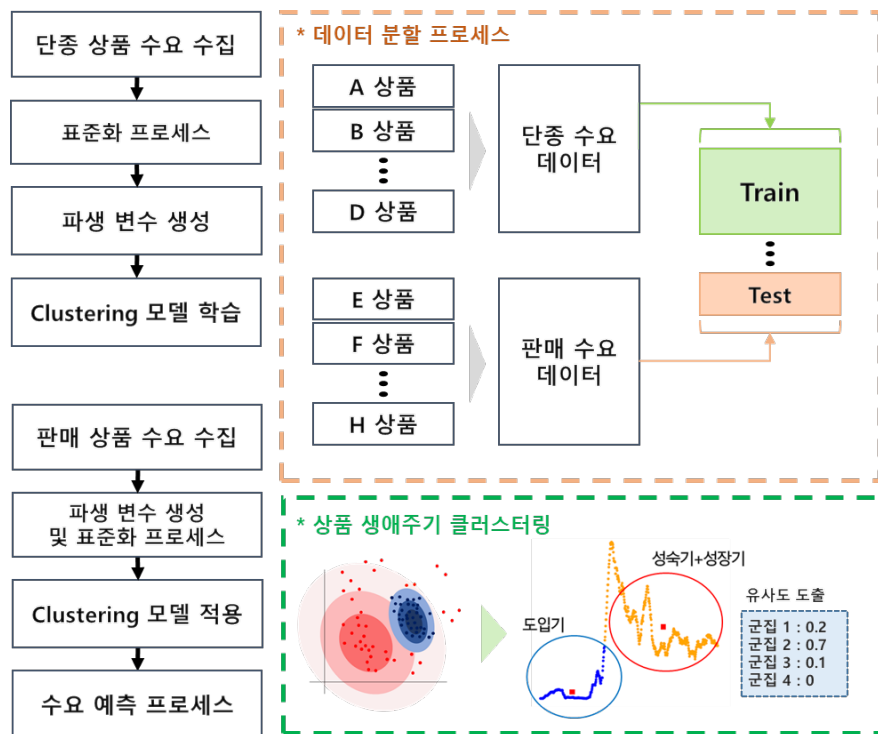 단종 상품 수요 수집
표준화 프로세스
파생 변수 생성
Clustering 모델 학습
판매 상품 수요 수집
파생 변수 생성
및 표준화 프로세스
Clustering 모델 적용
수요 예측 프로세스
* 데이터 분할 프로세스
A 상품
B 상품
D 상품
단종 수요
데이터
Train
Test
E 상품
F 상품
H 상품
판매 수요
데이터
* 상품 생애주기 클러스터링
도입기
성숙기+성장기
유사도 도출
군집 1 : 0.2
군집 2 : 0.7
군집 3 : 0.1
군집 4 : 0